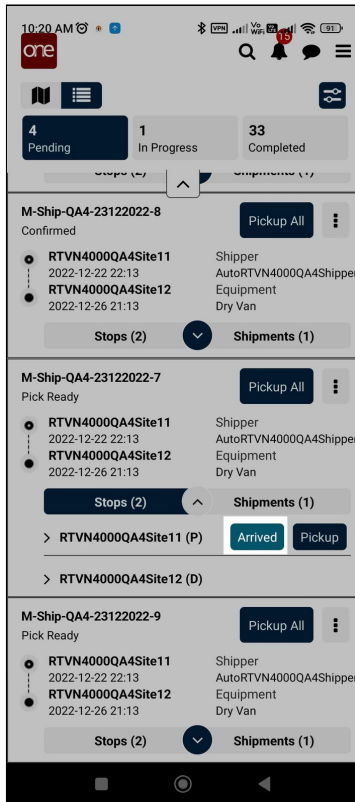 10:20 AM VPN Vo WiFi 91
one 15
4 1 33
Pending In Progress Completed
M-Ship-QA4-23122022-8 Pickup All
Confirmed
RTVN4000QA4Site11 Shipper
2022-12-22 22:13 AutoRTVN4000QA4Shipper
RTVN4000QA4Site12 Equipment
2022-12-26 21:13 Dry Van
Stops (2) Shipments (1)
M-Ship-QA4-23122022-7 Pickup All
Pick Ready
RTVN4000QA4Site11 Shipper
2022-12-22 22:13 AutoRTVN4000QA4Shipper
RTVN4000QA4Site12 Equipment
2022-12-26 21:13 Dry Van
Stops (2) Shipments (1)
RTVN4000QA4Site11 (P) Arrived Pickup
RTVN4000QA4Site12 (D)
M-Ship-QA4-23122022-9 Pickup All
Pick Ready
RTVN4000QA4Site11 Shipper
2022-12-22 22:13 AutoRTVN4000QA4Shipper
RTVN4000QA4Site12 Equipment
2022-12-26 21:13 Dry Van
Stops (2) Shipments (1)